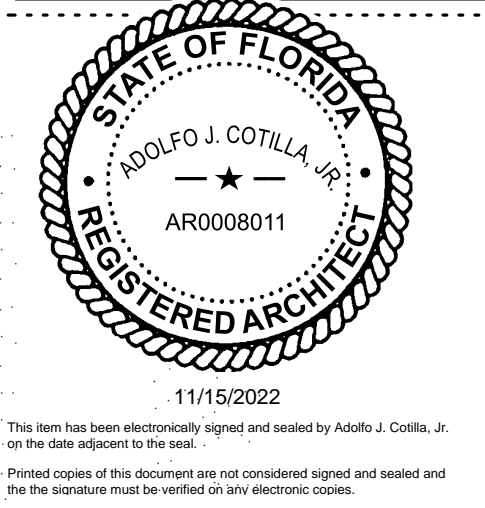 STATE OF FLORIDA
ADOLFO J. COTILLA, JR.
AR0008011
REGISTERED ARCHITECT
11/15/2022
This item has been electronically signed and sealed by Adolfo J. Cotilla, Jr.
on the date adjacent to the seal.
Printed copies of this document are not considered signed and sealed and
the the signature must be verified on any electronic copies.